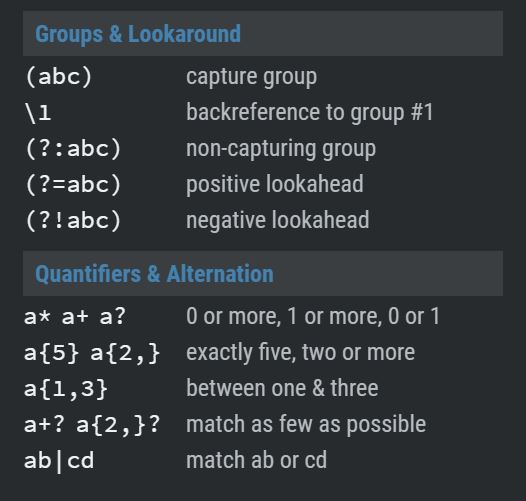 Groups & Lookaround
(abc) capture group
\1 backreference to group #1
(?:abc) non-capturing group
(?=abc) positive lookahead
(?!abc) negative lookahead
Quantifiers & Alternation
a* a+ a? 0 or more, 1 or more, 0 or 1
a{5} a{2,} exactly five, two or more
a{1,3} between one & three
a+? a{2,}? match as few as possible
ab|cd match ab or cd